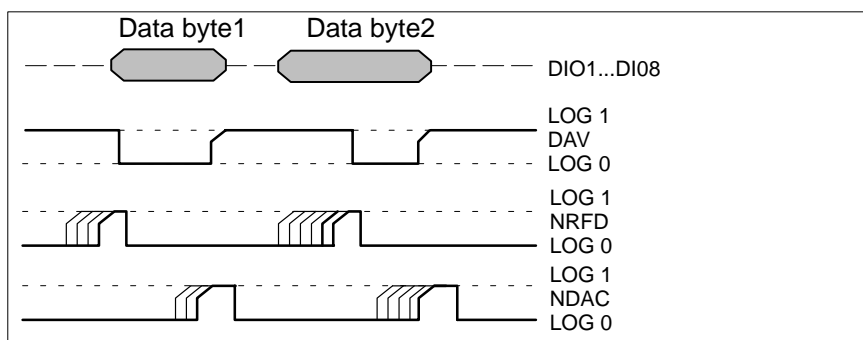 Data byte1 Data byte2
DIO1...DI08
LOG 1
DAV
LOG 0
LOG 1
NRFD
LOG 0
LOG 1
NDAC
LOG 0